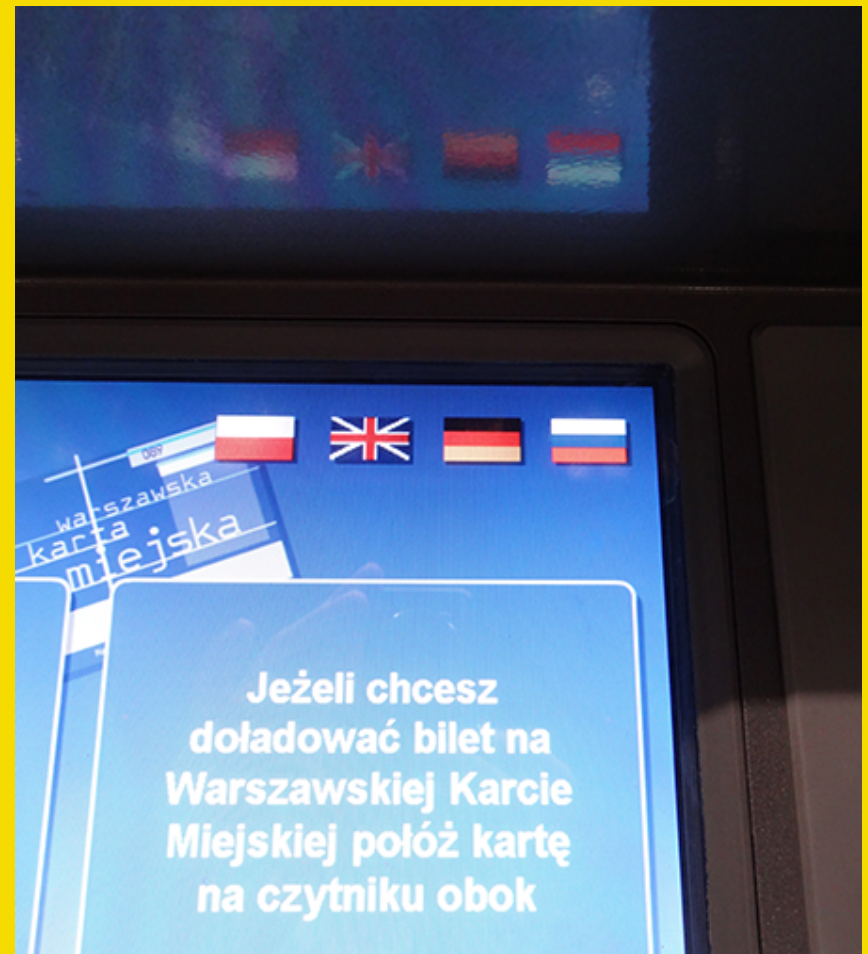 warszawska
karta
miejska
Jeżeli chcesz
doładować bilet na
Warszawskiej Karcie
Miejskiej połóż kartę
na czytniku obok